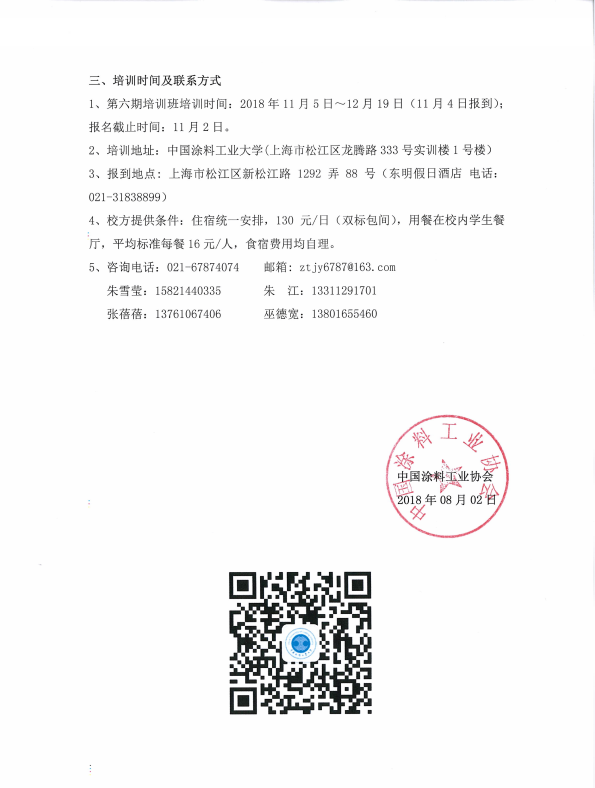 三、培训时间及联系方式
1、第六期培训班培训时间：2018 年 11 月 5 日～12 月 19 日（11 月 4 日报到）；
报名截止时间：11 月 2 日。
2、培训地址：中国涂料工业大学(上海市松江区龙腾路 333 号实训楼 1 号楼）
3、报到地点: 上海市松江区新松江路 1292 弄 88 号（东明假日酒店 电话：
021-31838899）
4、校方提供条件：住宿统一安排，130 元/日（双标包间），用餐在校内学生餐
厅，平均标准每餐 16 元/人，食宿费用均自理。
5、咨询电话：021-67874074 邮箱: ztjy6787@163.com
朱雪莹：15821440335 朱 江：13311291701
张蓓蓓：13761067406 巫德宽：13801655460
中国涂料工业协会
中国涂料工业协会
2018 年 08 月 02 日